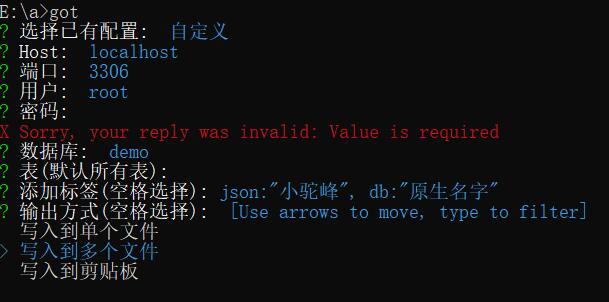 E:\a>got
? 选择已有配置: 自定义
? Host: localhost
? 端口: 3306
? 用户: root
? 密码:
X Sorry, your reply was invalid: Value is required
? 数据库: demo
? 表(默认所有表):
? 添加标签(空格选择): json:"小驼峰", db:"原生名字"
? 输出方式(空格选择): [Use arrows to move, type to filter]
写入到单个文件
> 写入到多个文件
写入到剪贴板